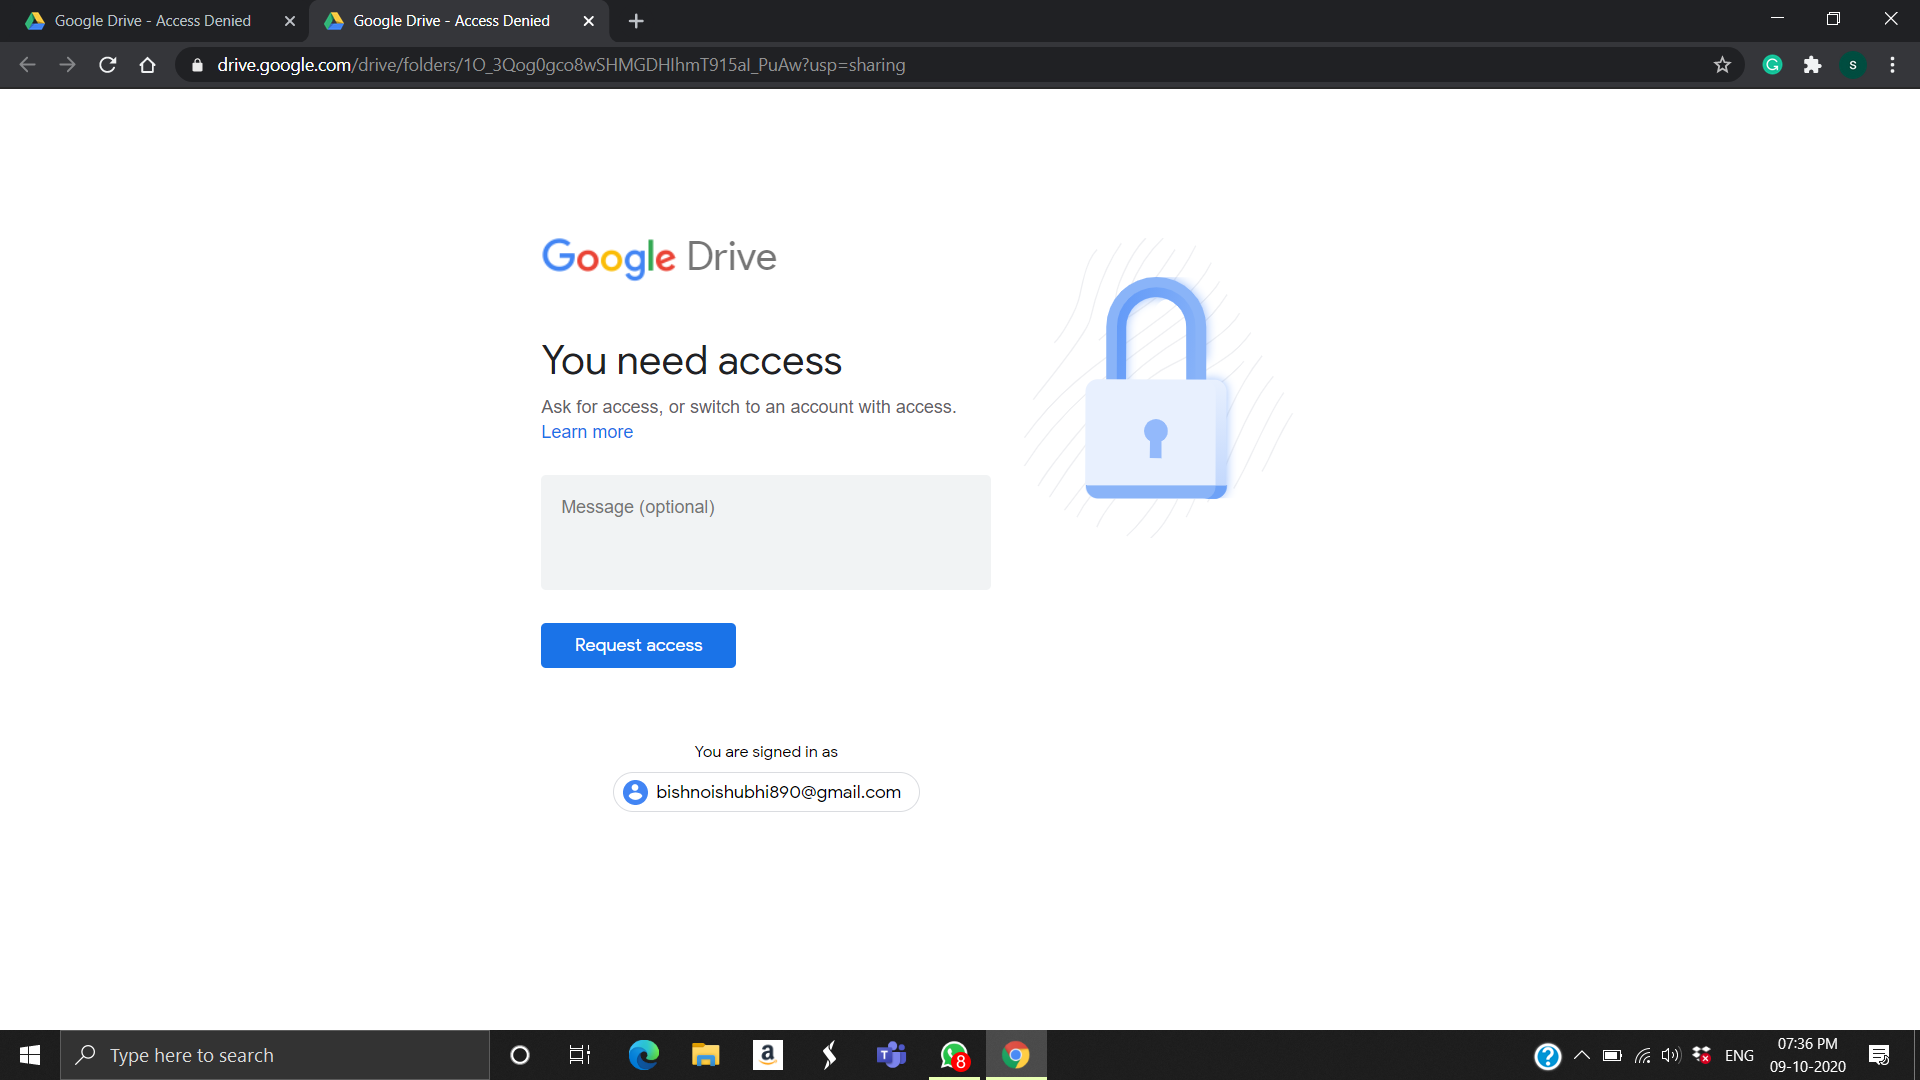 Google Drive - Access Denied
Google Drive - Access Denied
drive.google.com/drive/folders/1O_3Qog0gco8wSHMGDHIhmT915aI_PuAw?usp=sharing
S
Google Drive
You need access
Ask for access, or switch to an account with access.
Learn more
Message (optional)
Request access
You are signed in as
bishnoishubhi890@gmail.com
Type here to search
a
T
8
ENG
07:36 PM
09-10-2020